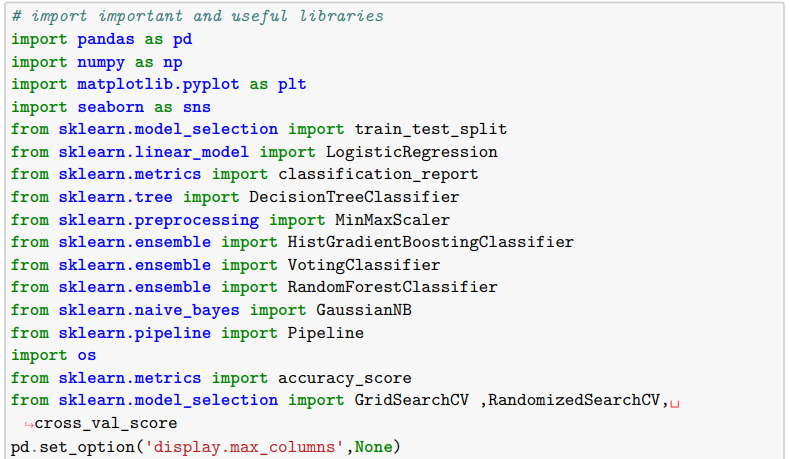 # import important and useful libraries
import pandas as pd
import numpy as np
import matplotlib.pyplot as plt
import seaborn as sns
from sklearn.model_selection import train_test_split
from sklearn.linear_model import LogisticRegression
from sklearn.metrics import classification_report
from sklearn.tree import DecisionTreeClassifier
from sklearn.preprocessing import MinMaxScaler
from sklearn.ensemble import HistGradientBoostingClassifier
from sklearn.ensemble import VotingClassifier
from sklearn.ensemble import RandomForestClassifier
from sklearn.naive_bayes import GaussianNB
from sklearn.pipeline import Pipeline
import os
from sklearn.metrics import accuracy_score
from sklearn.model_selection import GridSearchCV ,RandomizedSearchCV,␣
↪cross_val_score
pd.set_option('display.max_columns',None)